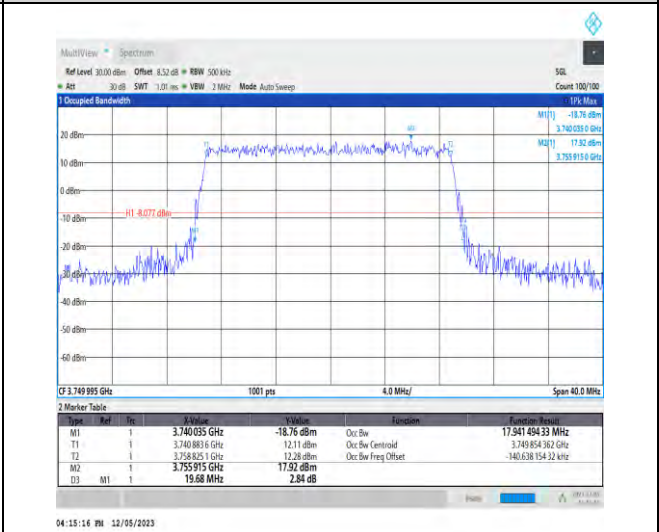 MultiView Spectrum
Ref Level 30.00 dBm Offset 8.52 dB RBW 500 kHz SGL
Att 30 dB SWT 1.01 ms VBW 2 MHz Mode Auto Sweep Count 100/100
1 Occupied Bandwidth 1Pk Max
M1[1] -18.76 dBm
3.740 035 0 GHz
M2[1] 17.92 dBm
3.755 915 0 GHz
20 dBm
10 dBm
0 dBm
-10 dBm
H1 -8.077 dBm
-20 dBm
-30 dBm
-40 dBm
-50 dBm
-60 dBm
T1
M2
T2
M1
CF 3.749 995 GHz 1001 pts 4.0 MHz/ Span 40.0 MHz
2 Marker Table
Type Ref Trc X-Value Y-Value Function Function Result
M1 1 3.740 035 GHz -18.76 dBm Occ Bw 17.941 494 33 MHz
T1 1 3.740 883 6 GHz 12.11 dBm Occ Bw Centroid 3.749 854 362 GHz
T2 1 3.758 825 1 GHz 12.28 dBm Occ Bw Freq Offset -140.638 154 32 kHz
M2 1 3.755 915 GHz 17.92 dBm
D3 M1 1 19.68 MHz 2.84 dB
04:15:16 PM 12/05/2023